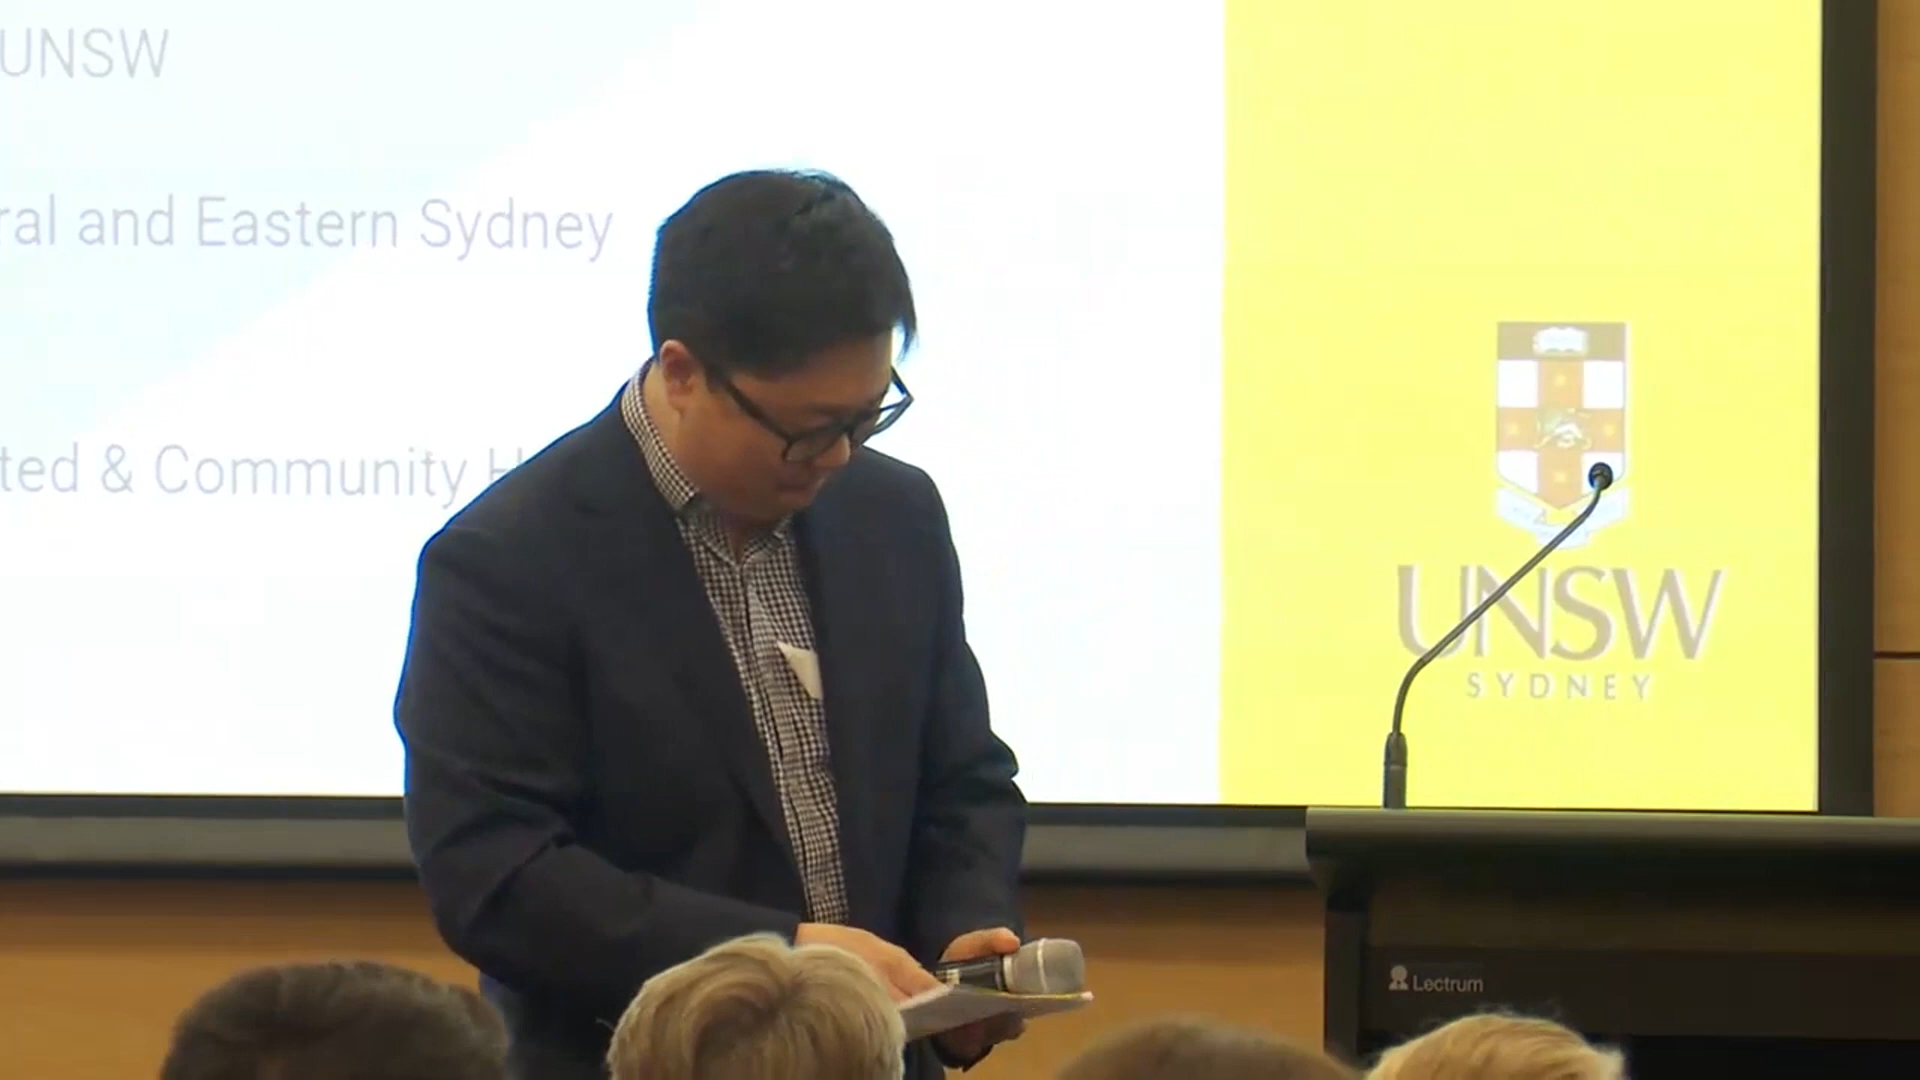 UNSW
ral and Eastern Sydney
ted & Community H
UNSW
SYDNEY
Lectrum